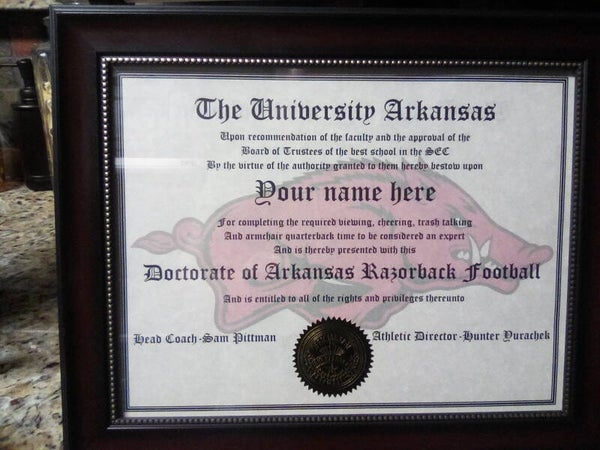 The University Arkansas
Upon recommendation of the faculty and the approval of the
Board of Trustees of the best school in the SEC
By the virtue of the authority granted to them hereby bestow upon
Your name here
For completing the required viewing, cheering, trash talking
And armchair quarterback time to be considered an expert
And is thereby presented with this
Doctorate of Arkansas Razorback Football
And is entitled to all of the rights and privileges thereunto
Head Coach-Sam Pittman
Athletic Director-Hunter Yurachek